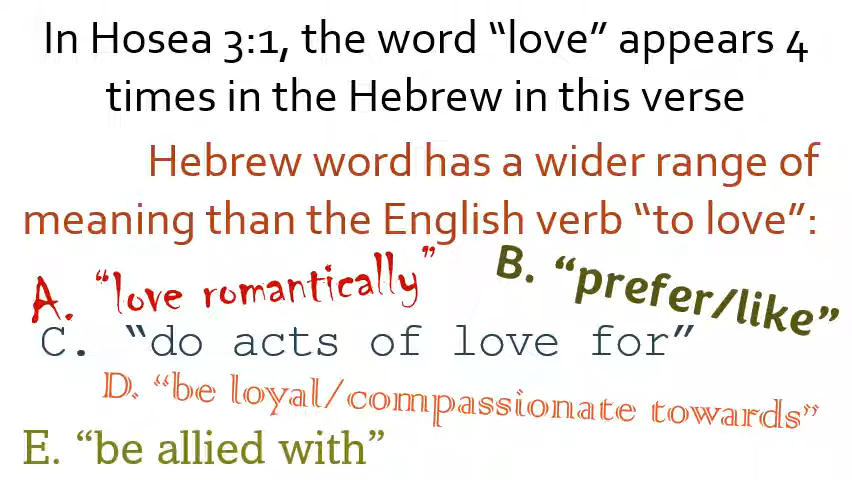 In Hosea 3:1, the word “love” appears 4
times in the Hebrew in this verse
Hebrew word has a wider range of
meaning than the English verb “to love”:
A. “love romantically”
B. “prefer/like”
C. “do acts of love for”
D. “be loyal/compassionate towards”
E. “be allied with”